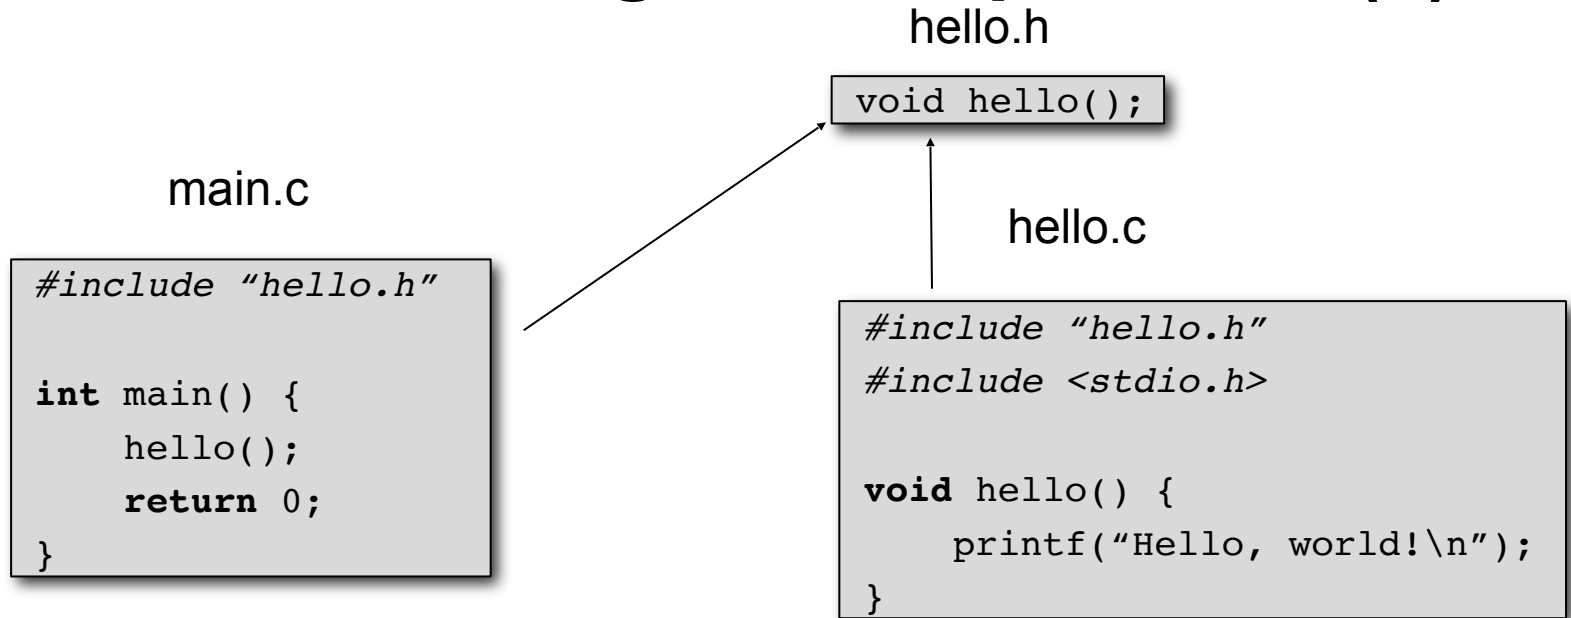 hello.h
void hello();
main.c
#include “hello.h”
int main() {
    hello();
    return 0;
}
hello.c
#include “hello.h”
#include <stdio.h>
void hello() {
    printf(“Hello, world!\n”);
}